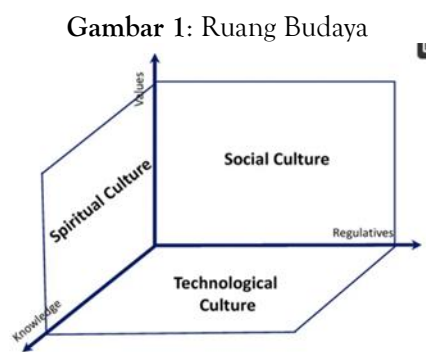 Gambar 1: Ruang Budaya
Values
Spiritual Culture
Social Culture
Regulatives
Technological
Culture
Knowledge